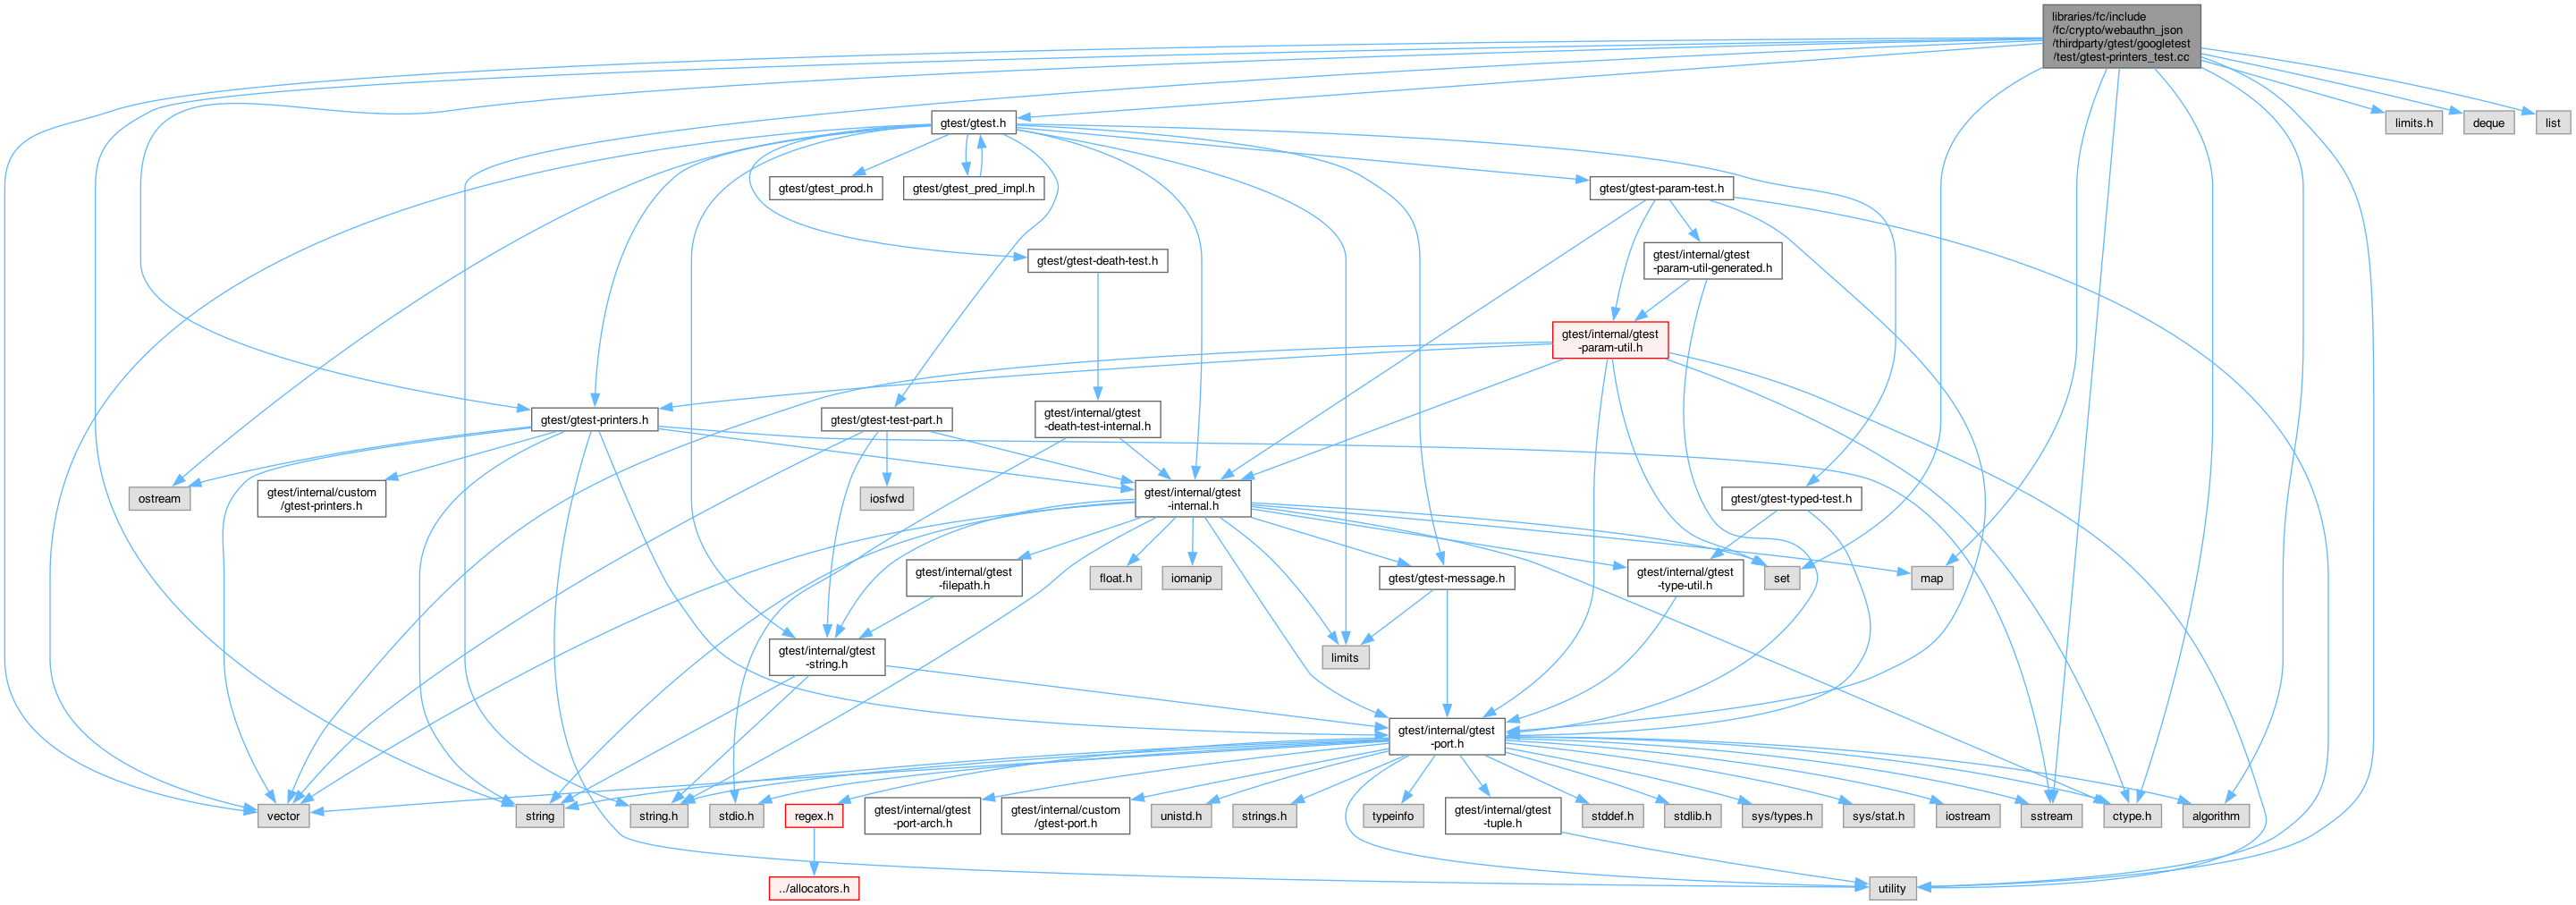 libraries/fc/include
/fc/crypto/webauthn_json
/thirdparty/gtest/googletest
/test/gtest-printers_test.cc
gtest/gtest.h
limits.h
deque
list
gtest/gtest_prod.h
gtest/gtest_pred_impl.h
gtest/gtest-param-test.h
gtest/gtest-death-test.h
gtest/internal/gtest
-param-util-generated.h
gtest/internal/gtest
-param-util.h
gtest/gtest-printers.h
gtest/gtest-test-part.h
gtest/internal/gtest
-death-test-internal.h
ostream
gtest/internal/custom
/gtest-printers.h
iosfwd
gtest/internal/gtest
-internal.h
gtest/gtest-typed-test.h
gtest/internal/gtest
-filepath.h
float.h
iomanip
gtest/gtest-message.h
gtest/internal/gtest
-type-util.h
set
map
gtest/internal/gtest
-string.h
limits
gtest/internal/gtest
-port.h
vector
string
string.h
stdio.h
regex.h
gtest/internal/gtest
-port-arch.h
gtest/internal/custom
/gtest-port.h
unistd.h
strings.h
typeinfo
gtest/internal/gtest
-tuple.h
stddef.h
stdlib.h
sys/types.h
sys/stat.h
iostream
sstream
ctype.h
algorithm
../allocators.h
utility